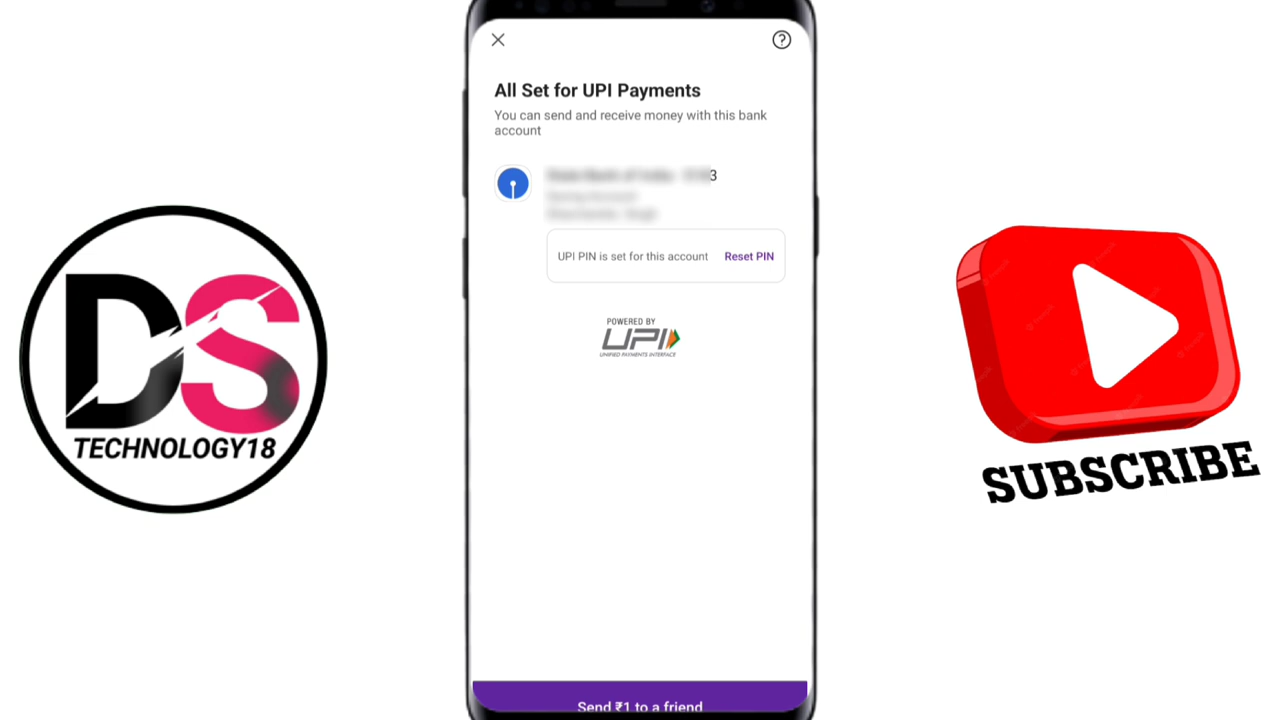 All Set for UPI Payments
You can send and receive money with this bank
account
3
UPI PIN is set for this account Reset PIN
POWERED BY
UPI
UNIFIED PAYMENTS INTERFACE
Send ₹1 to a friend
DS
TECHNOLOGY18
SUBSCRIBE